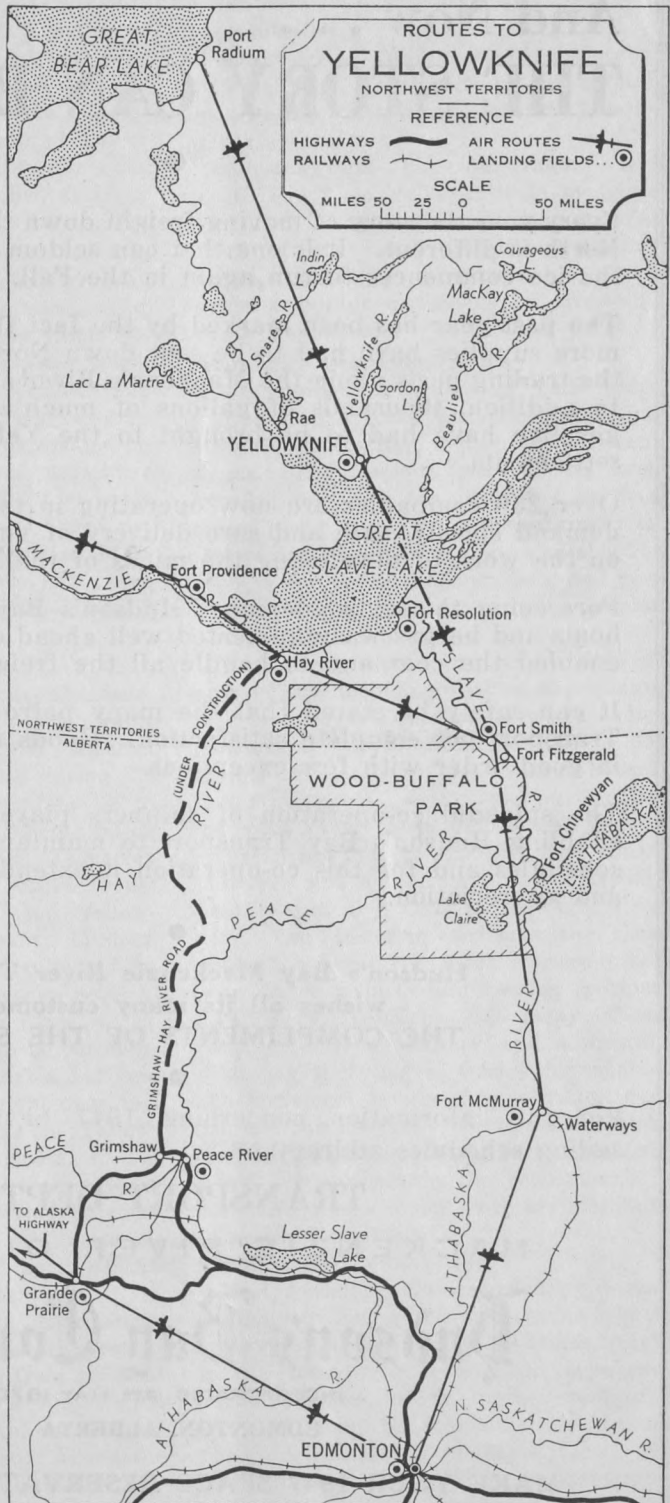 GREAT
BEAR LAKE
Port
Radium
ROUTES TO
YELLOWKNIFE
NORTHWEST TERRITORIES
REFERENCE
HIGHWAYS
AIR ROUTES
RAILWAYS
LANDING FIELDS...
SCALE
MILES 50 25 0 50 MILES
Indin
L.
Courageous
L.
MacKay
Lake
Snare R.
Yellowknife R.
Gordon
L.
Beaulieu R.
Lac La Martre
Rae
YELLOWKNIFE
GREAT
SLAVE LAKE
MACKENZIE R.
Fort Providence
Fort Resolution
Hay River
SLAVE R.
NORTHWEST TERRITORIES
ALBERTA
(UNDER CONSTRUCTION)
Fort Smith
Fort Fitzgerald
WOOD-BUFFALO
PARK
HAY RIVER
Fort Chipewyan
L. ATHABASKA
PEACE RIVER
Lake
Claire
GRIMSHAW-HAY RIVER ROAD
RIVER
Fort McMurray
Waterways
ATHABASKA
PEACE
R.
Grimshaw
Peace River
TO ALASKA
HIGHWAY
Lesser Slave
Lake
Grande
Prairie
ATHABASKA R.
N. SASKATCHEWAN R.
EDMONTON